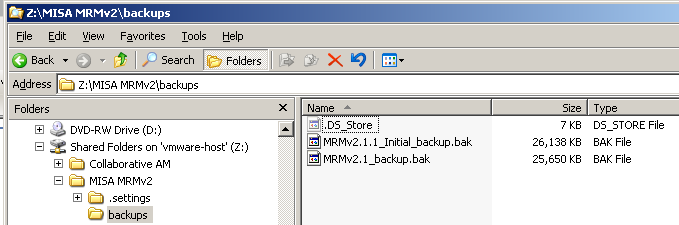 Z:\MISA MRMv2\backups
File Edit View Favorites Tools Help
Back Search Folders
Address Z:\MISA MRMv2\backups
Folders
DVD-RW Drive (D:)
Shared Folders on 'vmware-host' (Z:)
Collaborative AM
MISA MRMv2
.settings
backups
Name Size Type
.DS_Store 7 KB DS_STORE File
MRMv2.1.1_Initial_backup.bak 26,138 KB BAK File
MRMv2.1_backup.bak 25,650 KB BAK File